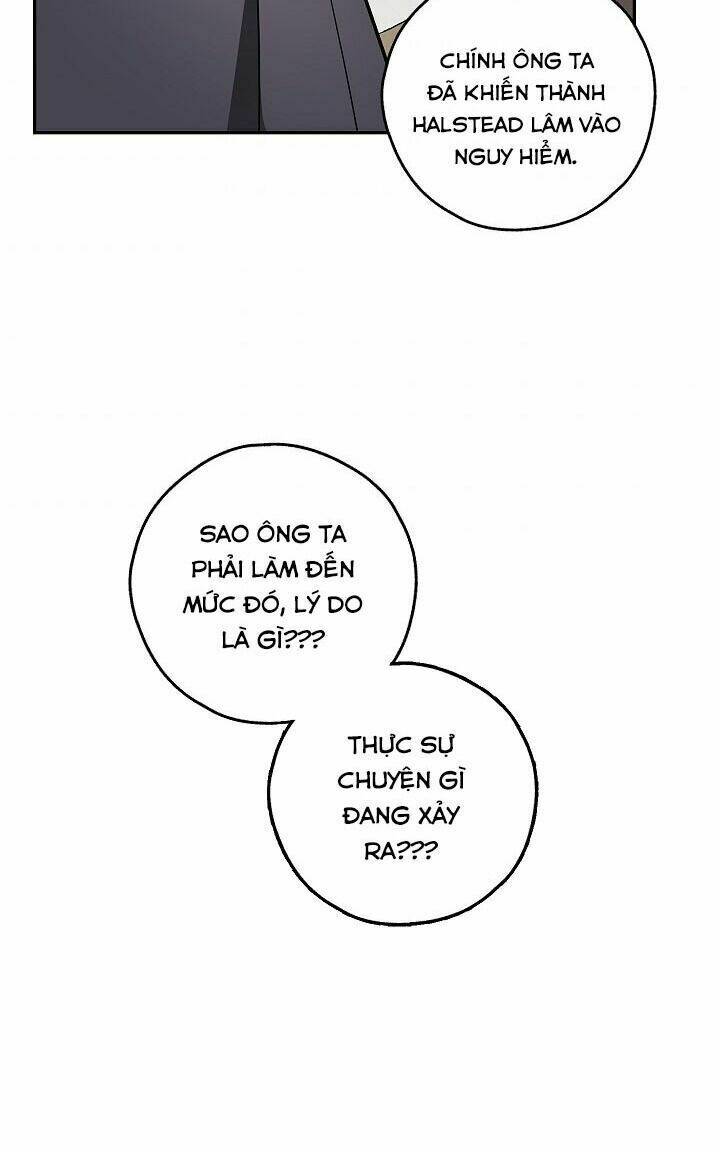 CHÍNH ÔNG TA
ĐÃ KHIẾN THÀNH
HALSTEAD LÂM VÀO
NGUY HIỂM.
SAO ÔNG TA
PHẢI LÀM ĐẾN
MỨC ĐÓ, LÝ DO
LÀ GÌ???
THỰC SỰ
CHUYỆN GÌ
ĐANG XẢY
RA???